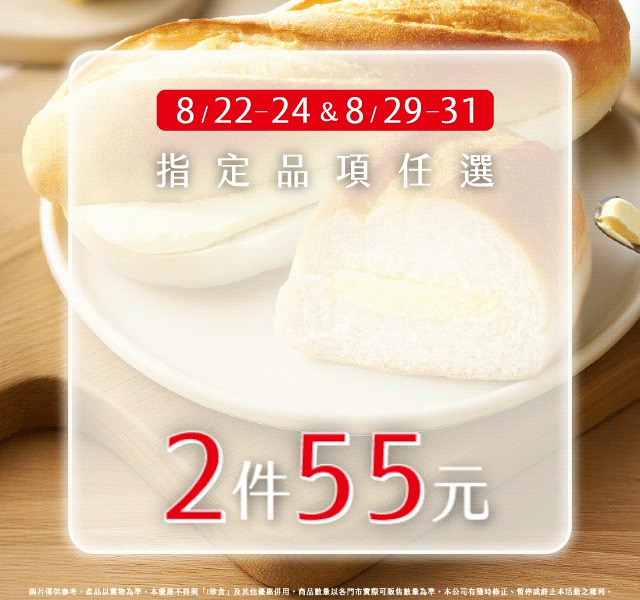 8/22-24 & 8/29-31
指定品項任選
2件55元
圖片僅供參考，產品以實物為準。本優惠不得與「i珍食」及其他優惠併用。商品數量以各門市實際可販售數量為準。本公司有隨時修正、暫停或終止本活動之權利。